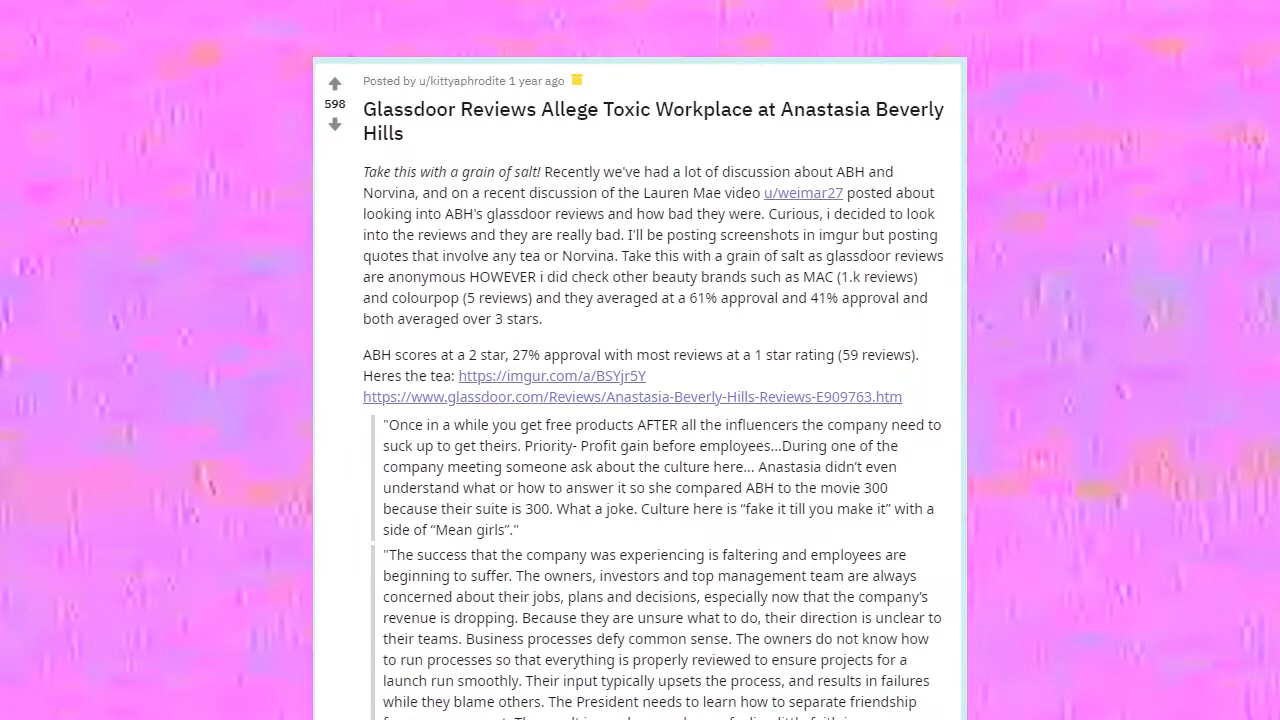 Posted by u/kittyaphrodite 1 year ago
598
Glassdoor Reviews Allege Toxic Workplace at Anastasia Beverly
Hills
Take this with a grain of salt! Recently we've had a lot of discussion about ABH and
Norvina, and on a recent discussion of the Lauren Mae video u/weimar27 posted about
looking into ABH's glassdoor reviews and how bad they were. Curious, i decided to look
into the reviews and they are really bad. I'll be posting screenshots in imgur but posting
quotes that involve any tea or Norvina. Take this with a grain of salt as glassdoor reviews
are anonymous HOWEVER i did check other beauty brands such as MAC (1.k reviews)
and colourpop (5 reviews) and they averaged at a 61% approval and 41% approval and
both averaged over 3 stars.
ABH scores at a 2 star, 27% approval with most reviews at a 1 star rating (59 reviews).
Heres the tea: https://imgur.com/a/BSYjr5Y
https://www.glassdoor.com/Reviews/Anastasia-Beverly-Hills-Reviews-E909763.htm
"Once in a while you get free products AFTER all the influencers the company need to
suck up to get theirs. Priority- Profit gain before employees...During one of the
company meeting someone ask about the culture here... Anastasia didn’t even
understand what or how to answer it so she compared ABH to the movie 300
because their suite is 300. What a joke. Culture here is “fake it till you make it” with a
side of “Mean girls”."
"The success that the company was experiencing is faltering and employees are
beginning to suffer. The owners, investors and top management team are always
concerned about their jobs, plans and decisions, especially now that the company’s
revenue is dropping. Because they are unsure what to do, their direction is unclear to
their teams. Business processes defy common sense. The owners do not know how
to run processes so that everything is properly reviewed to ensure projects for a
launch run smoothly. Their input typically upsets the process, and results in failures
while they blame others. The President needs to learn how to separate friendship